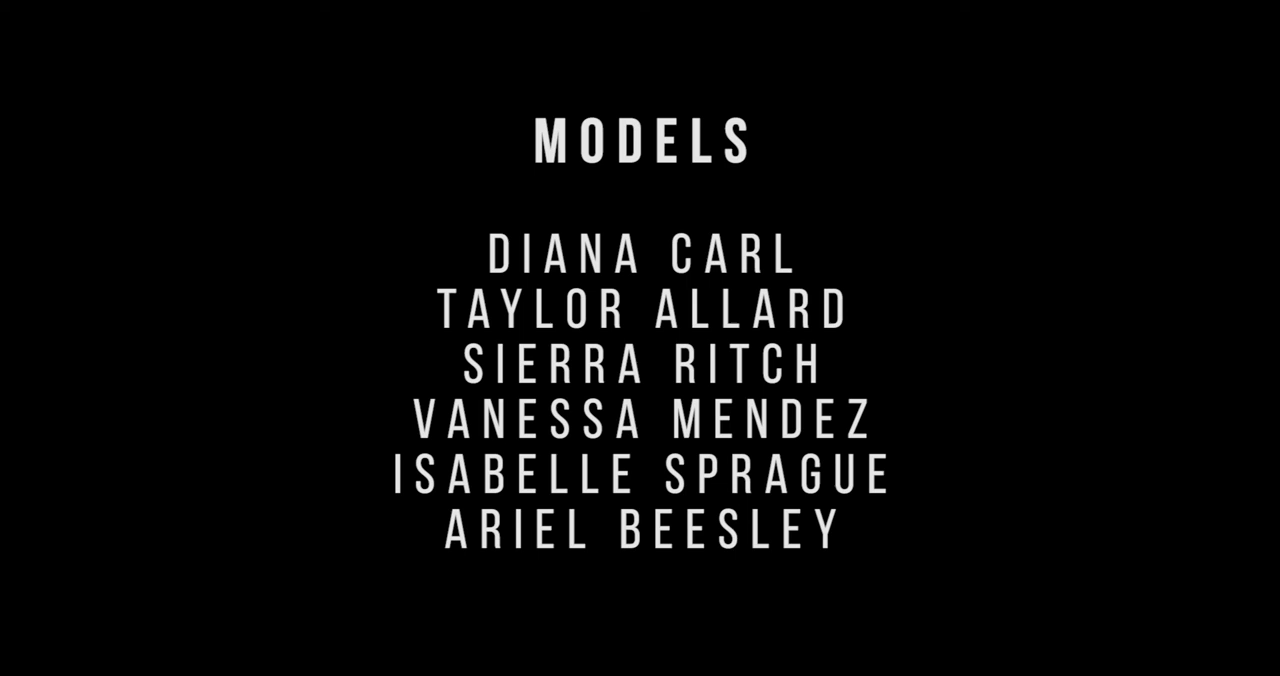 MODELS
DIANA CARL
TAYLOR ALLARD
SIERRA RITCH
VANESSA MENDEZ
ISABELLE SPRAGUE
ARIEL BEESLEY